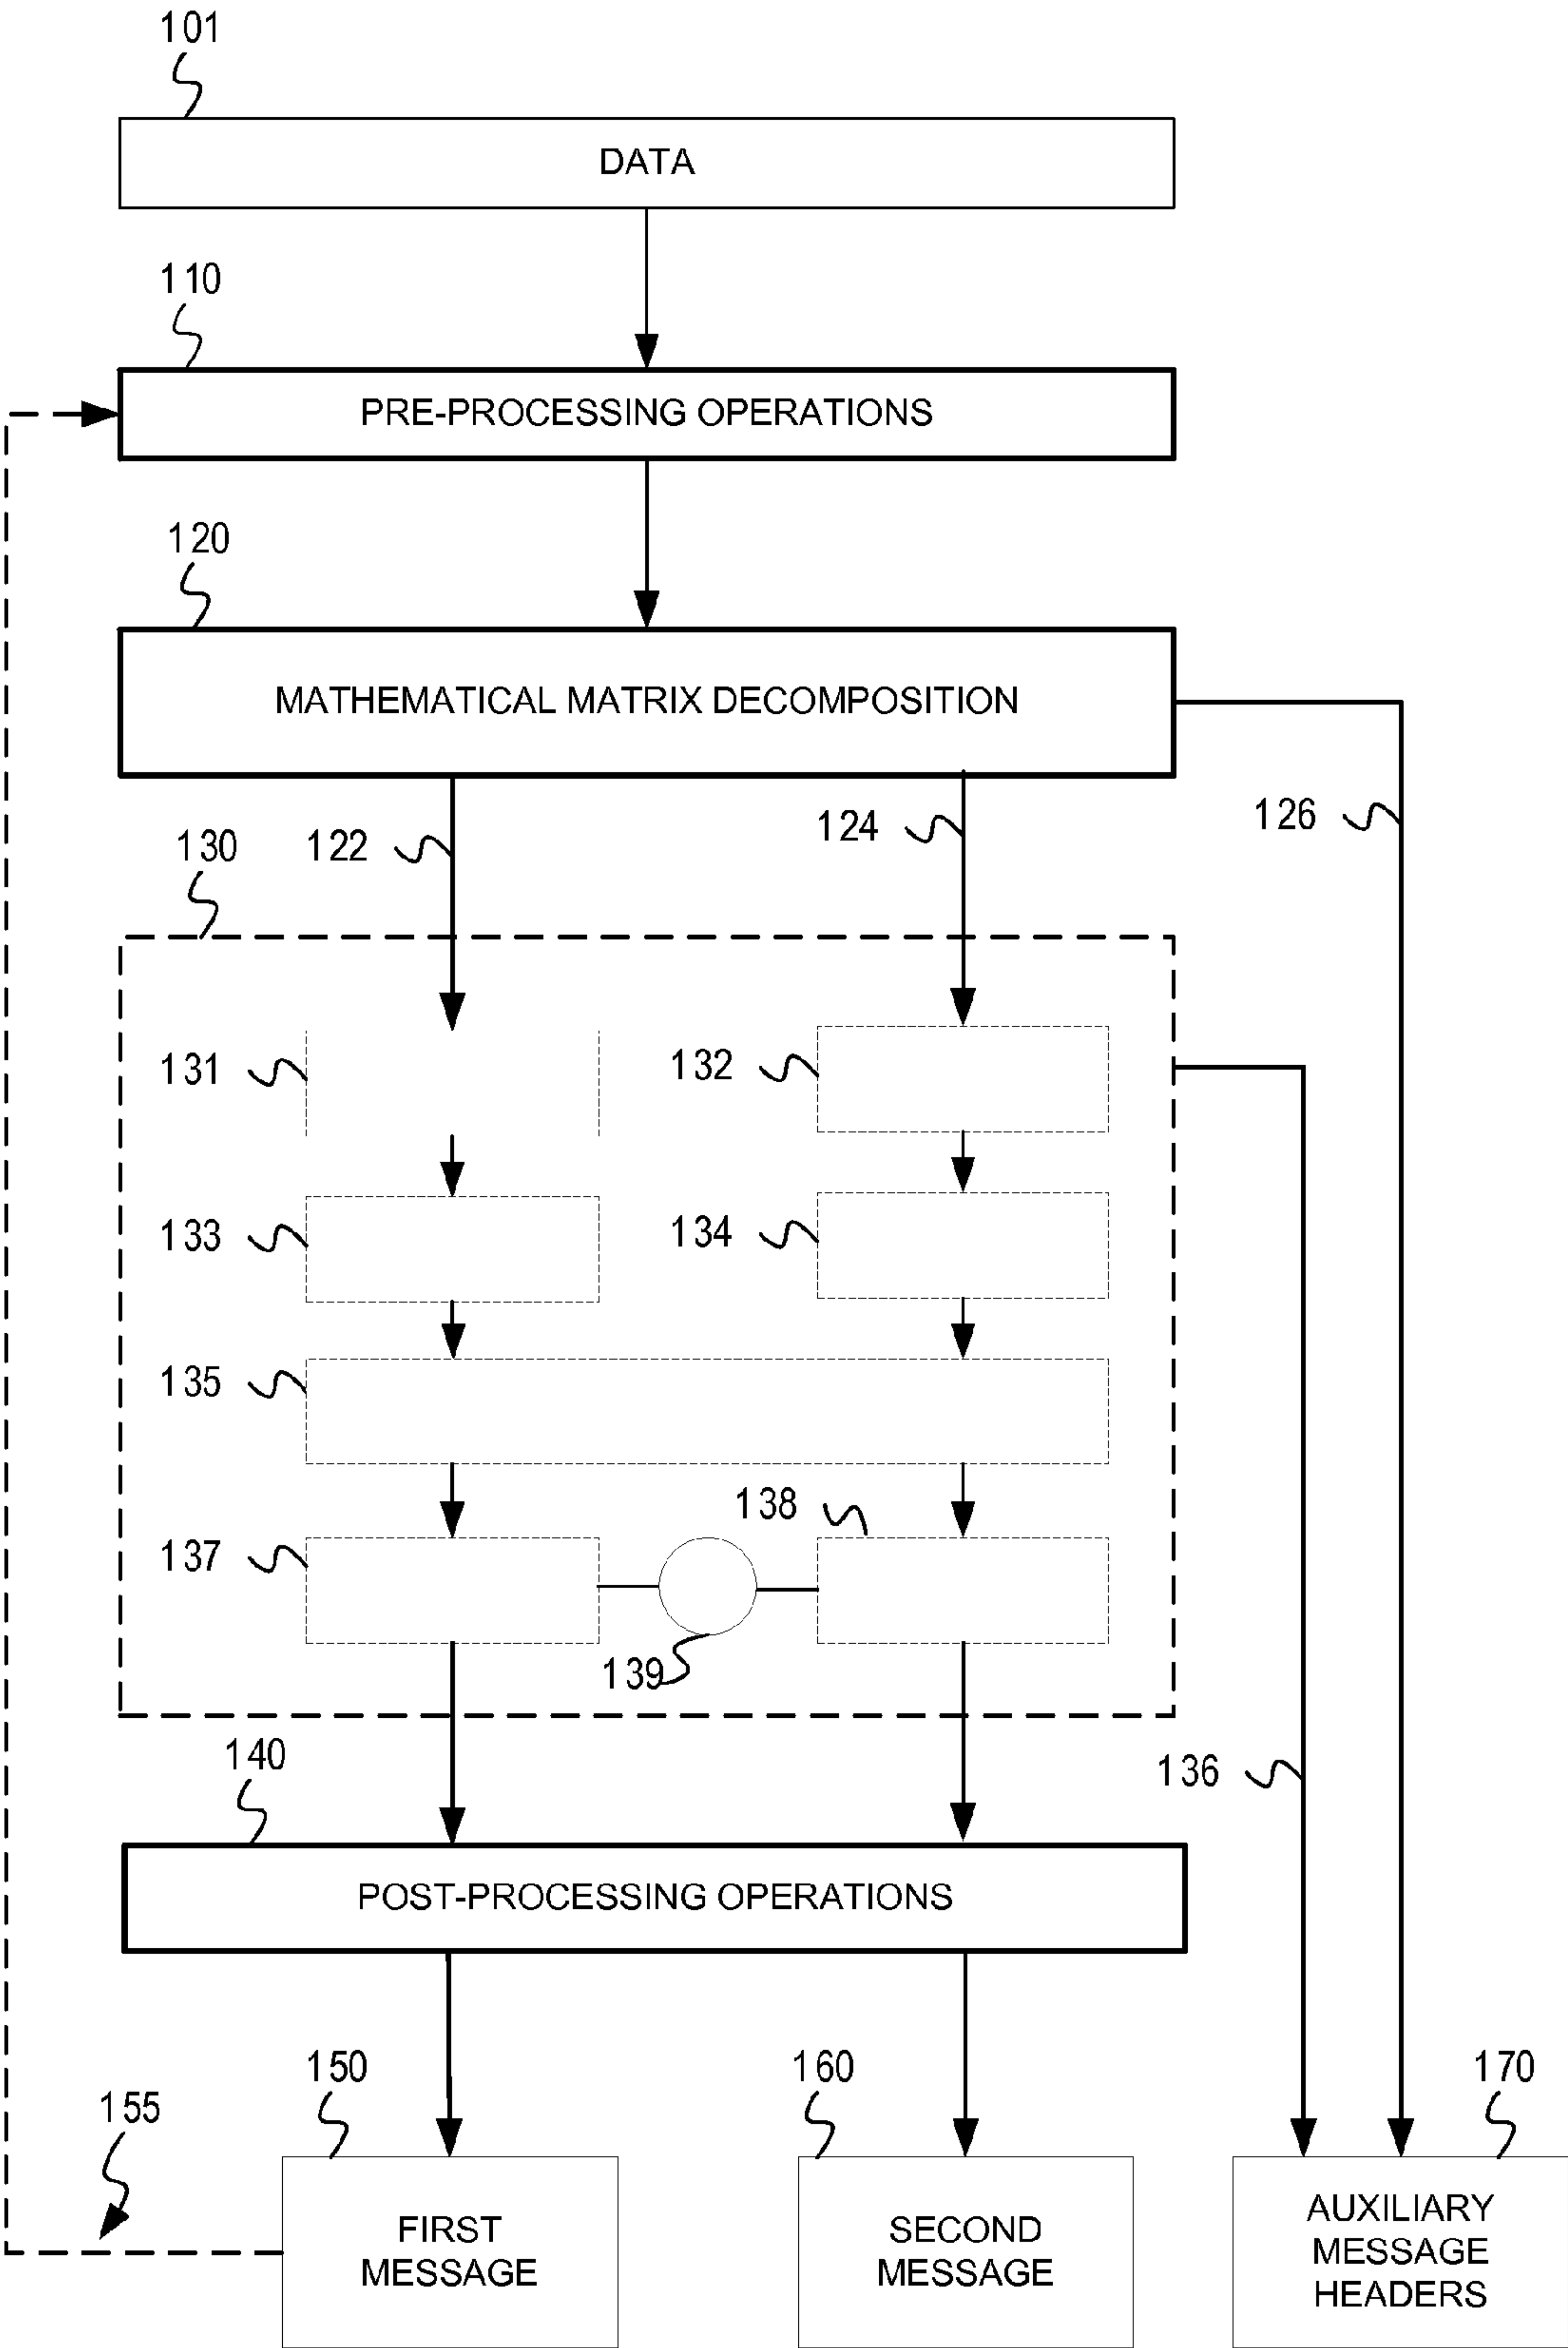 101
DATA
110
PRE-PROCESSING OPERATIONS
120
MATHEMATICAL MATRIX DECOMPOSITION
122
124
126
130
131
132
133
134
135
138
137
139
136
140
POST-PROCESSING OPERATIONS
150
160
170
155
FIRST
MESSAGE
SECOND
MESSAGE
AUXILIARY
MESSAGE
HEADERS